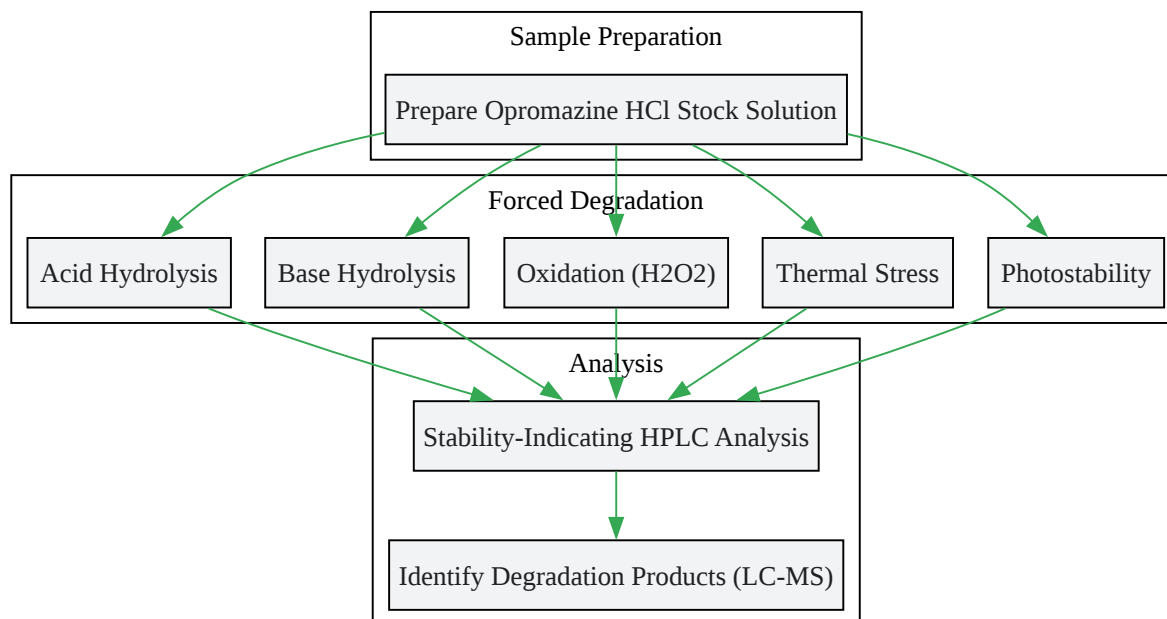 Sample Preparation
Prepare Opromazine HCl Stock Solution
Forced Degradation
Acid Hydrolysis
Base Hydrolysis
Oxidation (H2O2)
Thermal Stress
Photostability
Analysis
Stability-Indicating HPLC Analysis
Identify Degradation Products (LC-MS)